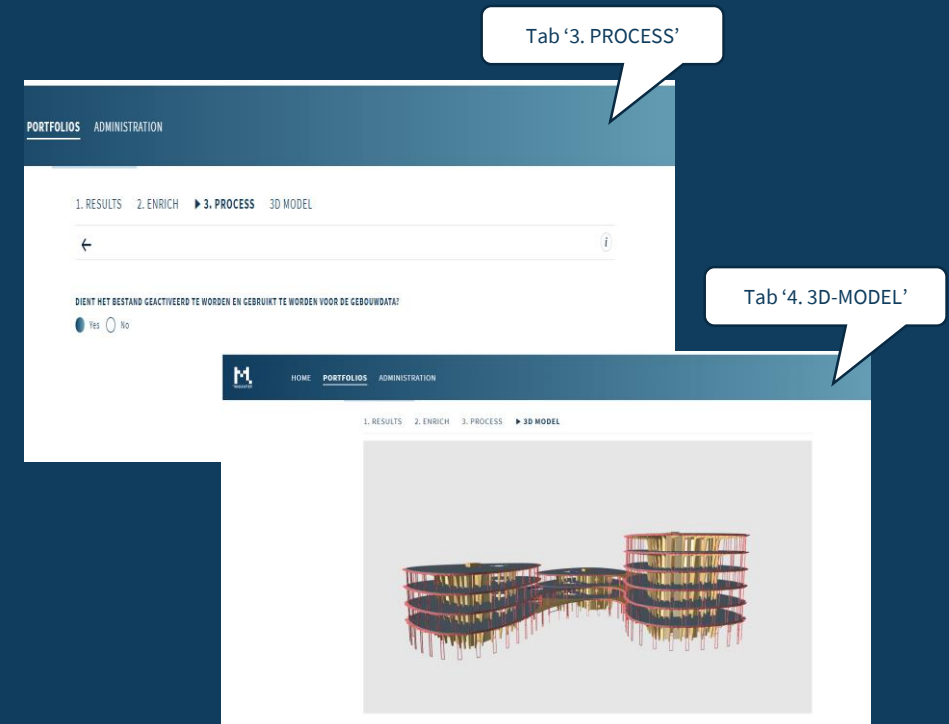 Tab ‘3. PROCESS’
PORTFOLIOS ADMINISTRATION
1. RESULTS 2. ENRICH ▶ 3. PROCESS 3D MODEL
← i
DIENT HET BESTAND GEACTIVEERD TE WORDEN EN GEBRUIKT TE WORDEN VOOR DE GEBOUWDATA?
Yes No
Tab ‘4. 3D-MODEL’
M HOME PORTFOLIOS ADMINISTRATION
1. RESULTS 2. ENRICH 3. PROCESS ▶ 3D MODEL